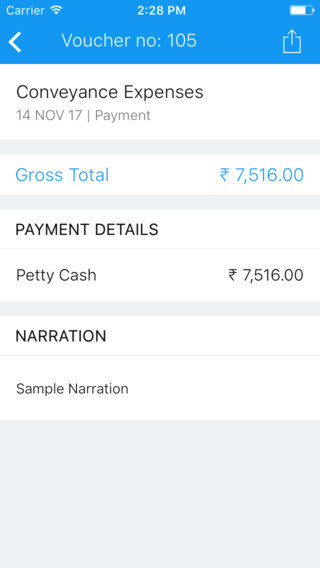 Carrier 2:28 PM
Voucher no: 105
Conveyance Expenses
14 NOV 17 | Payment
Gross Total ₹ 7,516.00
PAYMENT DETAILS
Petty Cash ₹ 7,516.00
NARRATION
Sample Narration